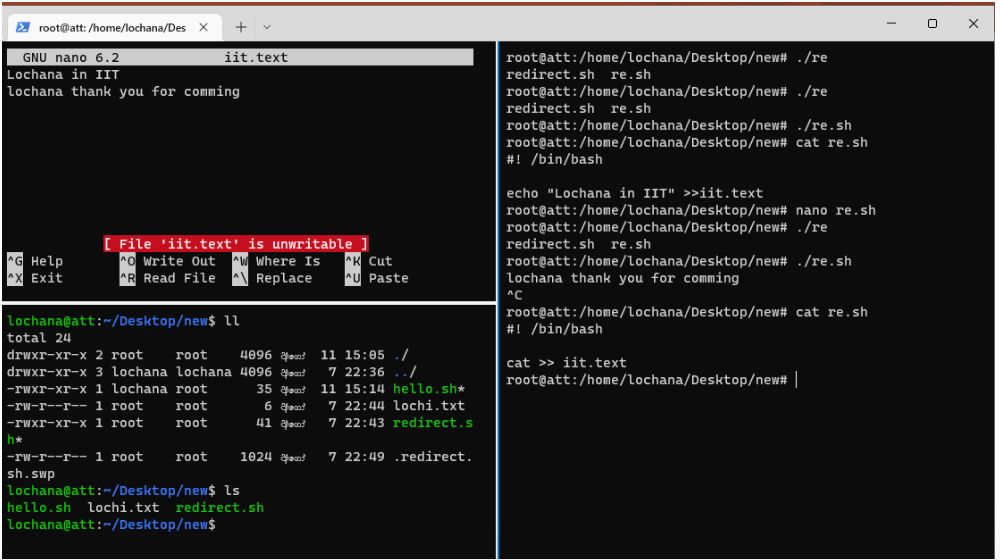 root@att: /home/lochana/Des
GNU nano 6.2 iit.text
Lochana in IIT
lochana thank you for comming
[ File 'iit.text' is unwritable ]
^G Help ^O Write Out ^W Where Is ^K Cut
^X Exit ^R Read File ^\ Replace ^U Paste
lochana@att:~/Desktop/new$ ll
total 24
drwxr-xr-x 2 root root 4096 11 15:05 ./
drwxr-xr-x 3 lochana lochana 4096 7 22:36 ../
-rwxr-xr-x 1 lochana root 35 11 15:14 hello.sh*
-rw-r--r-- 1 root root 6 7 22:44 lochi.txt
-rwxr-xr-x 1 root root 41 7 22:43 redirect.s
h*
-rw-r--r-- 1 root root 1024 7 22:49 .redirect.
sh.swp
lochana@att:~/Desktop/new$ ls
hello.sh lochi.txt redirect.sh
lochana@att:~/Desktop/new$
root@att:/home/lochana/Desktop/new# ./re
redirect.sh re.sh
root@att:/home/lochana/Desktop/new# ./re
redirect.sh re.sh
root@att:/home/lochana/Desktop/new# ./re.sh
root@att:/home/lochana/Desktop/new# cat re.sh
#! /bin/bash
echo "Lochana in IIT" >>iit.text
root@att:/home/lochana/Desktop/new# nano re.sh
root@att:/home/lochana/Desktop/new# ./re
redirect.sh re.sh
root@att:/home/lochana/Desktop/new# ./re.sh
lochana thank you for comming
^C
root@att:/home/lochana/Desktop/new# cat re.sh
#! /bin/bash
cat >> iit.text
root@att:/home/lochana/Desktop/new#